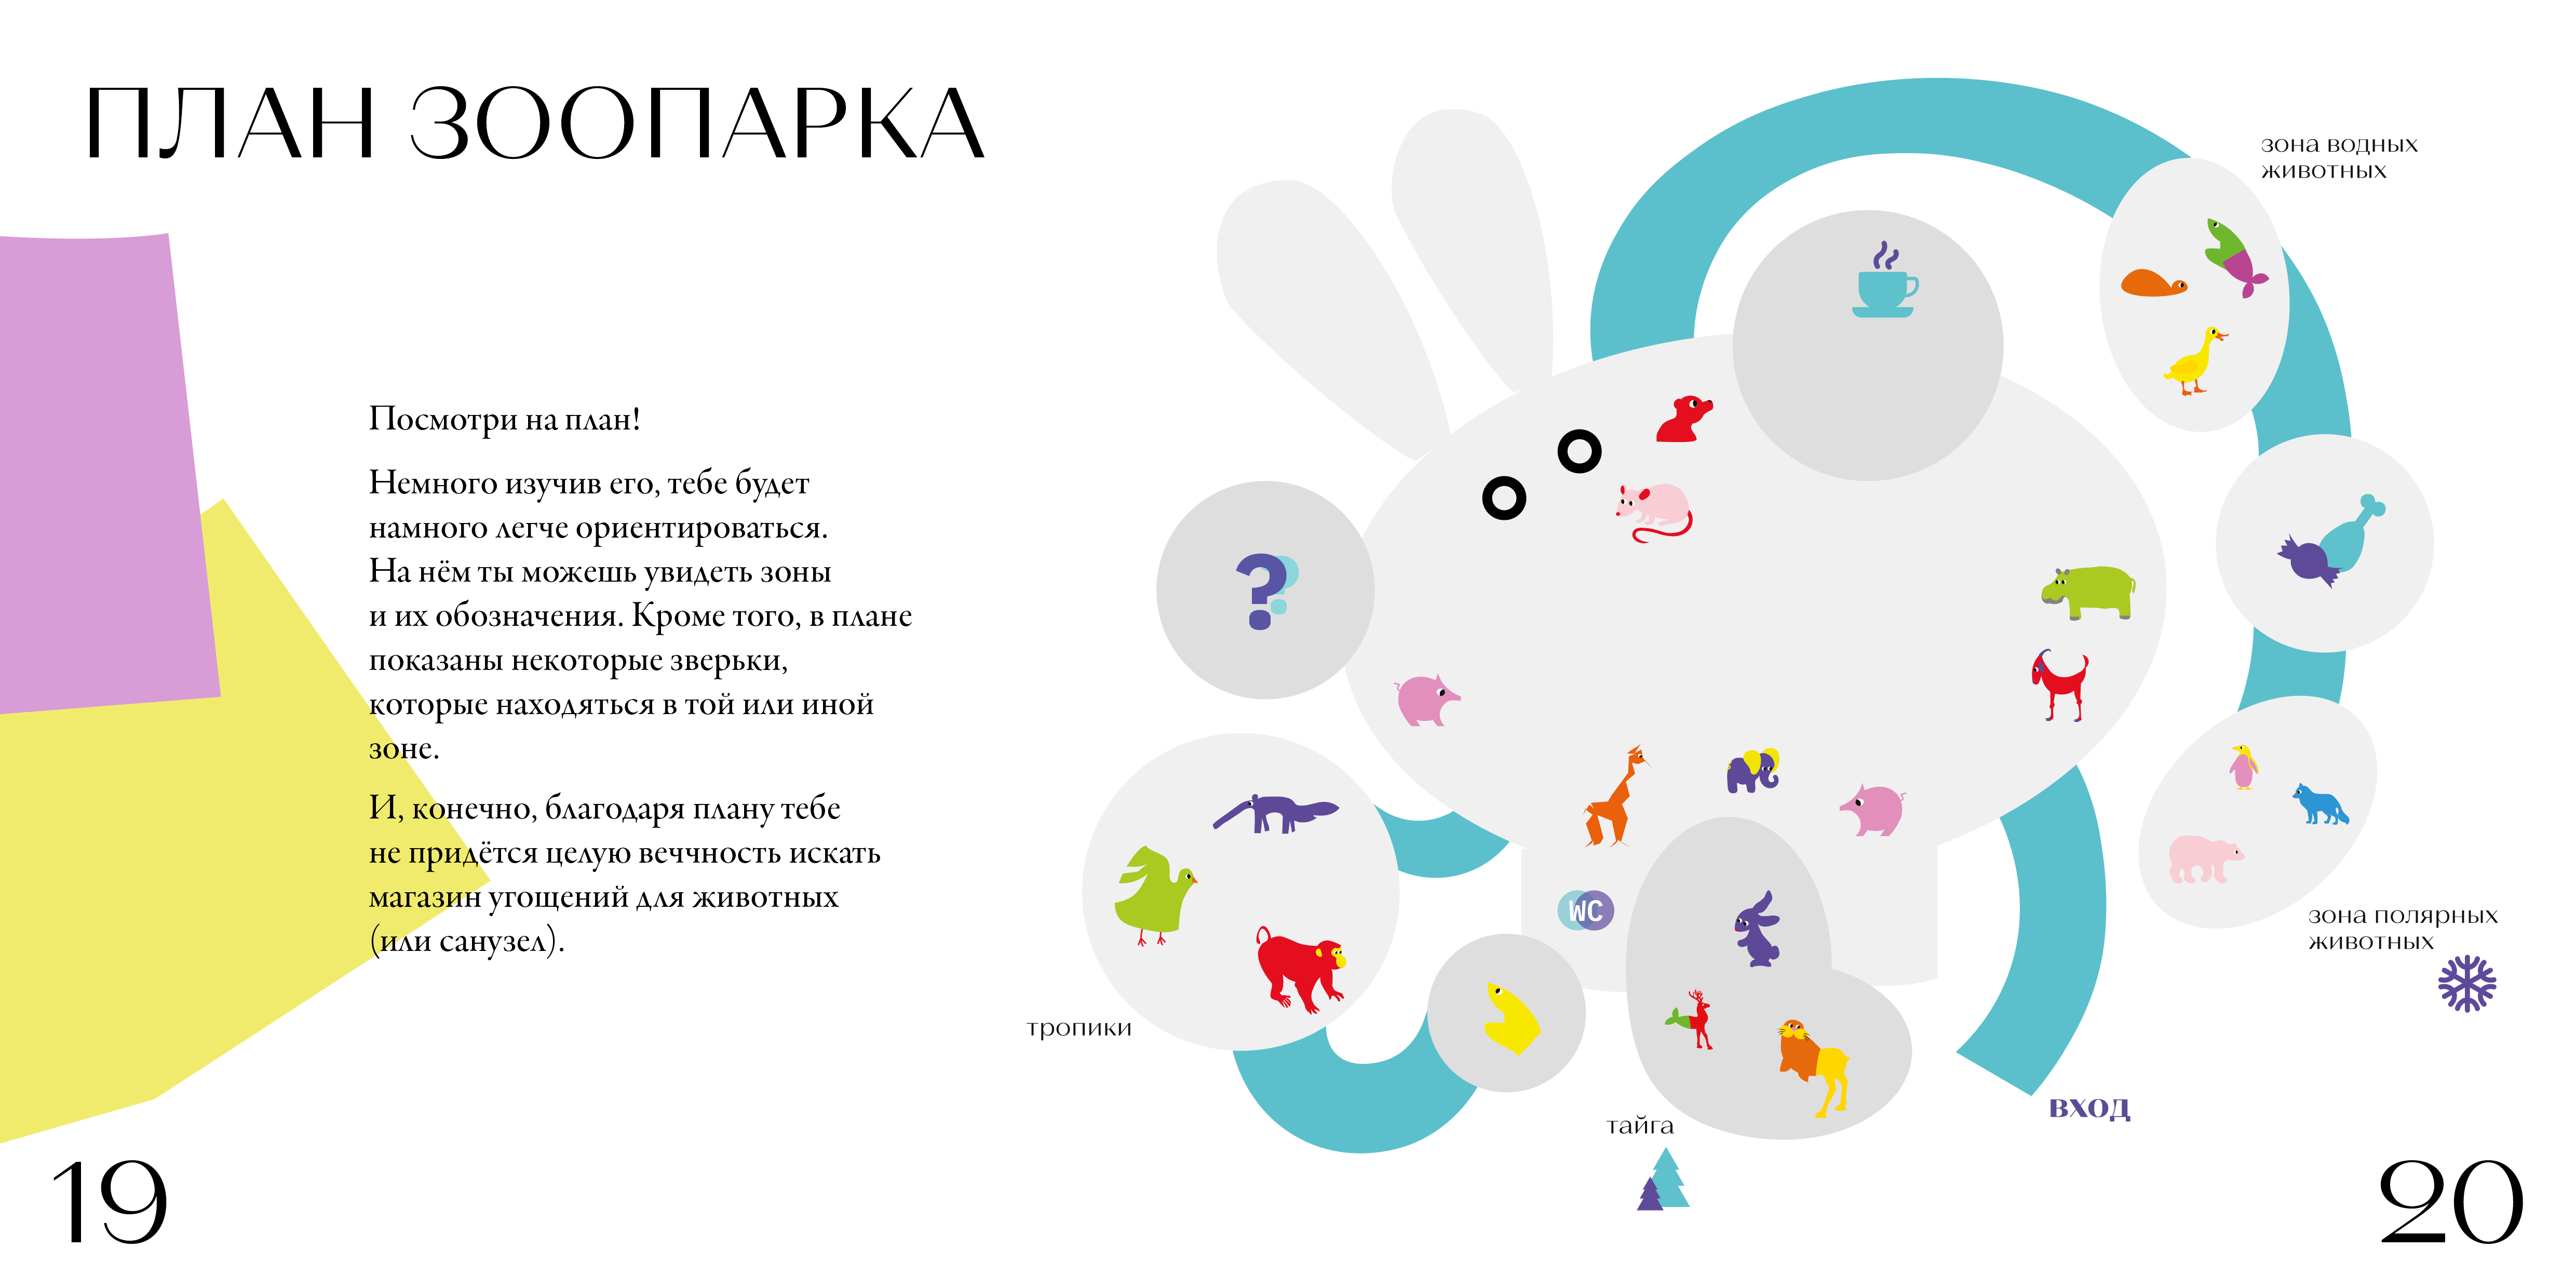 ПЛАН ЗООПАРКА
Посмотри на план!
Немного изучив его, тебе будет
намного легче ориентироваться.
На нём ты можешь увидеть зоны
и их обозначения. Кроме того, в плане
показаны некоторые зверьки,
которые находяться в той или иной
зоне.
И, конечно, благодаря плану тебе
не придётся целую веччность искать
магазин угощений для животных
(или санузел).
19
зона водных
животных
?
?
WC
тропики
зона полярных
животных
тайга
вход
20